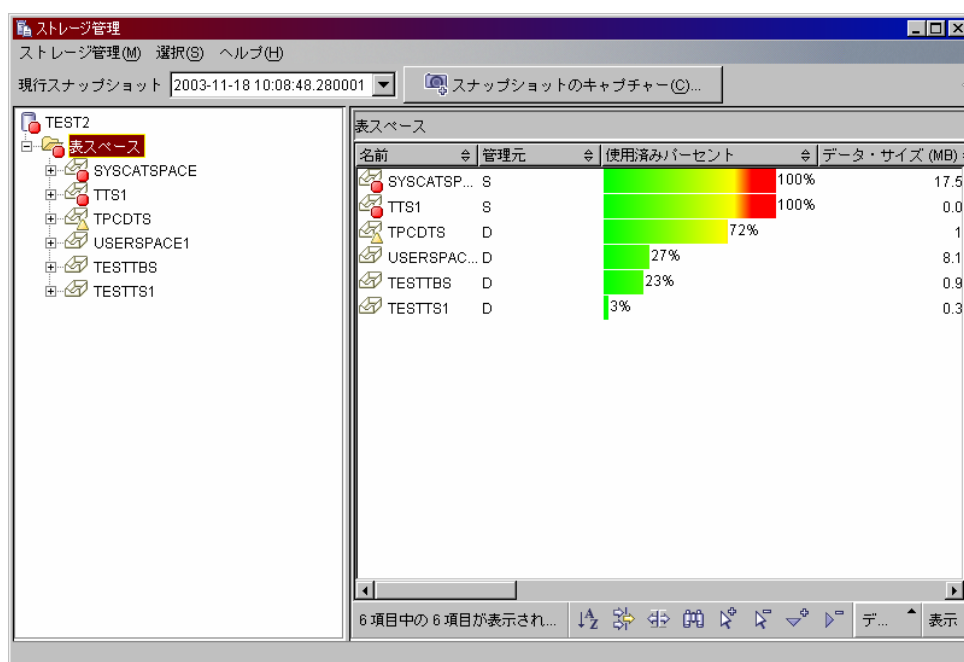 ストレージ管理
ストレージ管理(M) 選択(S) ヘルプ(H)
現行スナップショット 2003-11-18 10:08:48.280001 スナップショットのキャプチャー(C)...
TEST2
表スペース
SYSCATSPACE
TTS1
TPCDTS
USERSPACE1
TESTTBS
TESTTS1
表スペース
名前 管理元 使用済みパーセント データ・サイズ (MB)
SYSCATSP... S 100% 17.5
TTS1 S 100% 0.0
TPCDTS D 72% 1
USERSPAC... D 27% 8.1
TESTTBS D 23% 0.9
TESTTS1 D 3% 0.3
6 項目中の 6 項目が表示され... デ... 表示